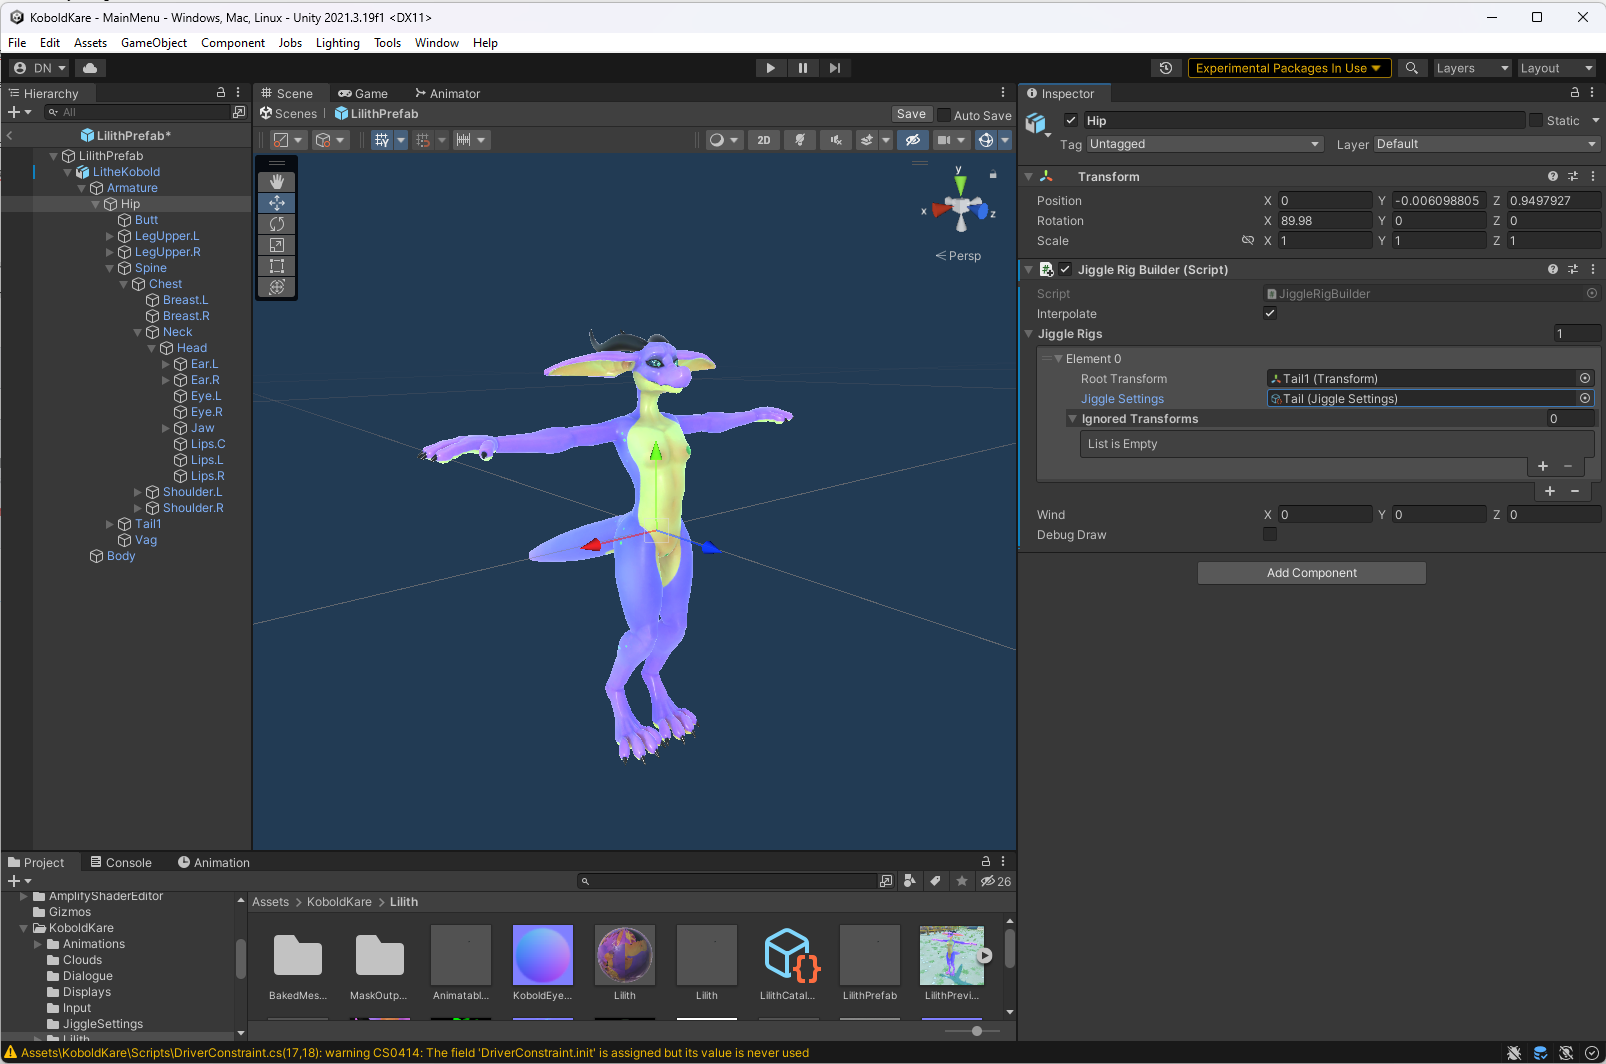 KoboldKare - MainMenu - Windows, Mac, Linux - Unity 2021.3.19f1 <DX11>
File Edit Assets GameObject Component Jobs Lighting Tools Window Help
DN Experimental Packages In Use Layers Layout
Hierarchy
All
LilithPrefab*
LilithPrefab
LitheKobold
Armature
Hip
Butt
LegUpper.L
LegUpper.R
Spine
Chest
Breast.L
Breast.R
Neck
Head
Ear.L
Ear.R
Eye.L
Eye.R
Jaw
Lips.C
Lips.L
Lips.R
Shoulder.L
Shoulder.R
Tail1
Vag
Body
Scene Game Animator
Scenes LilithPrefab Save Auto Save
2D
y
x
z
Persp
Inspector
Hip Static
Tag Untagged Layer Default
Transform
Position X 0 Y -0.006098805 Z 0.9497927
Rotation X 89.98 Y 0 Z 0
Scale X 1 Y 1 Z 1
Jiggle Rig Builder (Script)
Script JiggleRigBuilder
Interpolate
Jiggle Rigs 1
Element 0
Root Transform Tail1 (Transform)
Jiggle Settings Tail (Jiggle Settings)
Ignored Transforms 0
List is Empty
Wind X 0 Y 0 Z 0
Debug Draw
Add Component
Project Console Animation
26
AmplifyShaderEditor
Gizmos
KoboldKare
Animations
Clouds
Dialogue
Displays
Input
JiggleSettings
Lilith
Assets > KoboldKare > Lilith
BakedMes... MaskOutp... Animatabl... KoboldEye... Lilith Lilith LilithCatal... LilithPrefab LilithPrevi...
Assets\KoboldKare\Scripts\DriverConstraint.cs(17,18): warning CS0414: The field 'DriverConstraint.init' is assigned but its value is never used